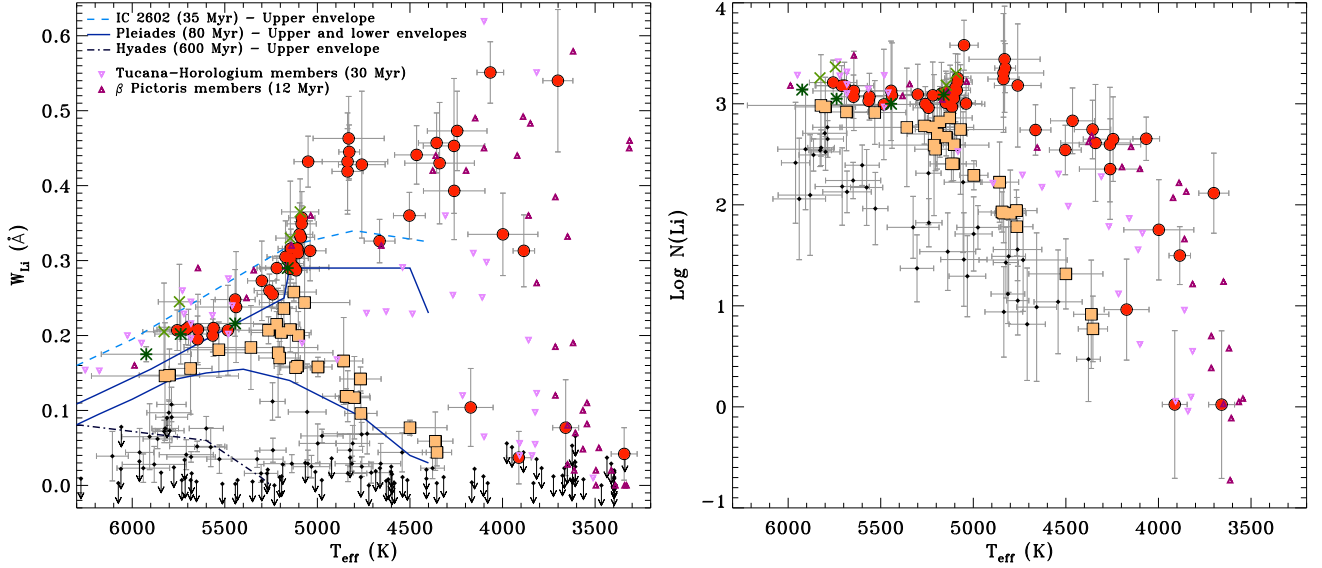 IC 2602 (35 Myr) - Upper envelope
Pleiades (80 Myr) - Upper and lower envelopes
Hyades (600 Myr) - Upper envelope
Tucana-Horologium members (30 Myr)
β Pictoris members (12 Myr)
W_Li (Å)
0.6
0.5
0.4
0.3
0.2
0.1
0.0
6000 5500 5000 4500 4000 3500
T_eff (K)
Log N(Li)
4
3
2
1
0
-1
6000 5500 5000 4500 4000 3500
T_eff (K)